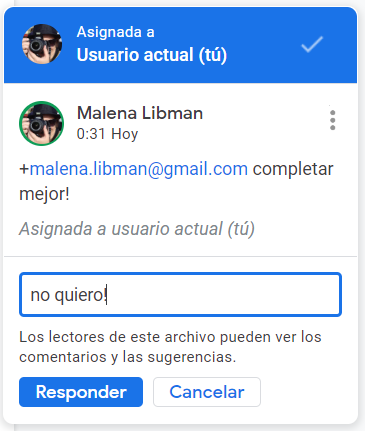 Asignada a
Usuario actual (tú)
Malena Libman
0:31 Hoy
+malena.libman@gmail.com completar
mejor!
Asignada a usuario actual (tú)
no quiero!
Los lectores de este archivo pueden ver los
comentarios y las sugerencias.
Responder
Cancelar